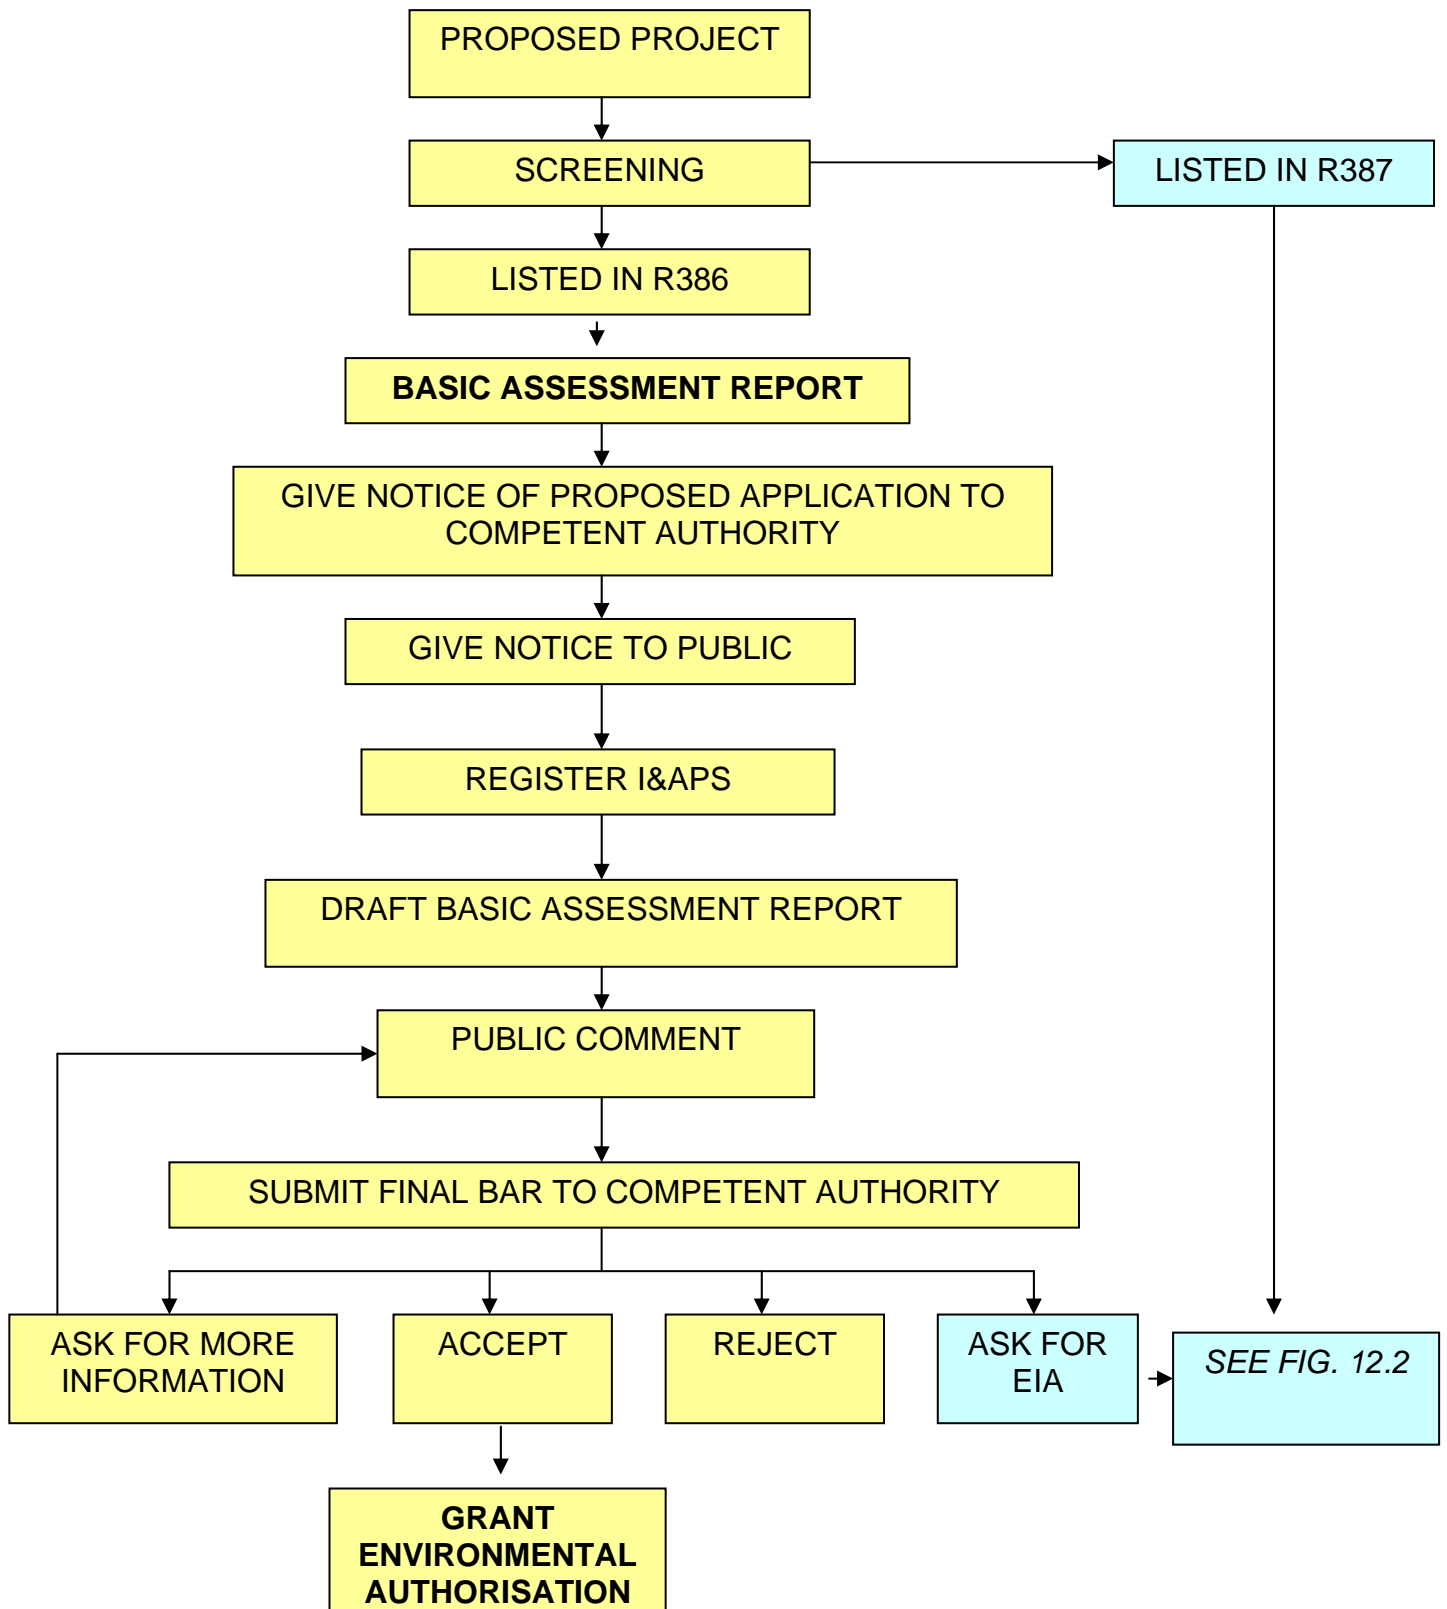 PROPOSED PROJECT
SCREENING
LISTED IN R387
LISTED IN R386
BASIC ASSESSMENT REPORT
GIVE NOTICE OF PROPOSED APPLICATION TO
COMPETENT AUTHORITY
GIVE NOTICE TO PUBLIC
REGISTER I&APS
DRAFT BASIC ASSESSMENT REPORT
PUBLIC COMMENT
SUBMIT FINAL BAR TO COMPETENT AUTHORITY
ASK FOR MORE
INFORMATION
ACCEPT
REJECT
ASK FOR
EIA
SEE FIG. 12.2
GRANT
ENVIRONMENTAL
AUTHORISATION